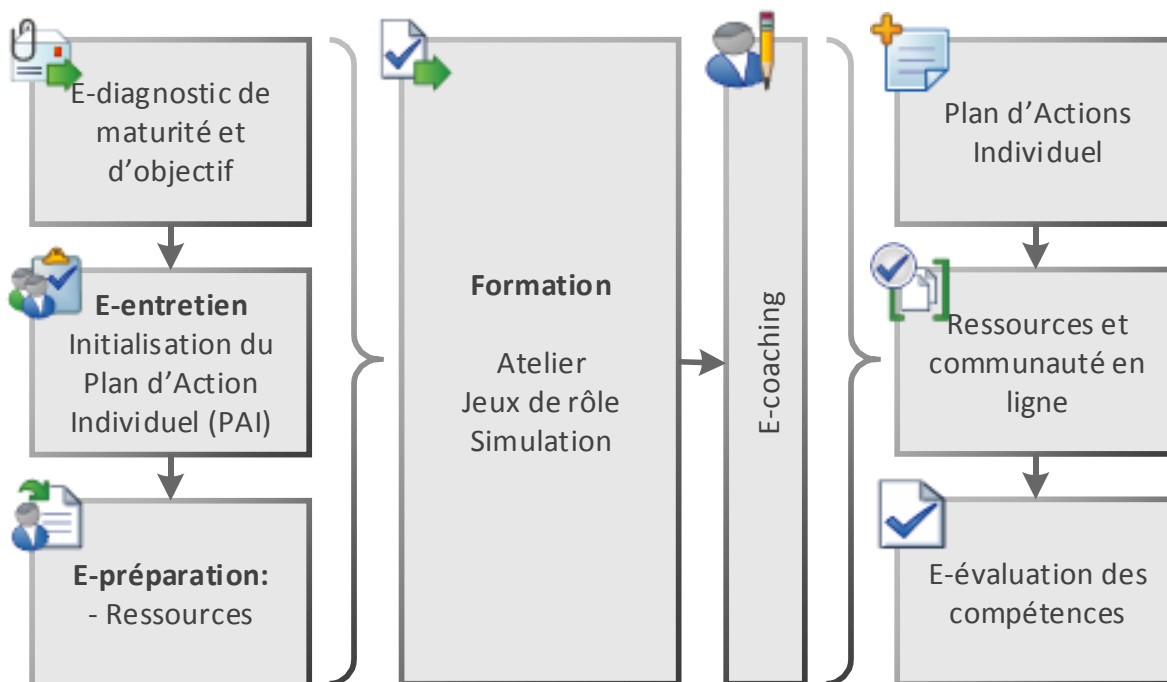 E-diagnostic de
maturité et
d’objectif
E-entretien
Initialisation du
Plan d’Action
Individuel (PAI)
E-préparation:
- Ressources
Formation
Atelier
Jeux de rôle
Simulation
E-coaching
Plan d’Actions
Individuel
Ressources et
communauté en
ligne
E-évaluation des
compétences